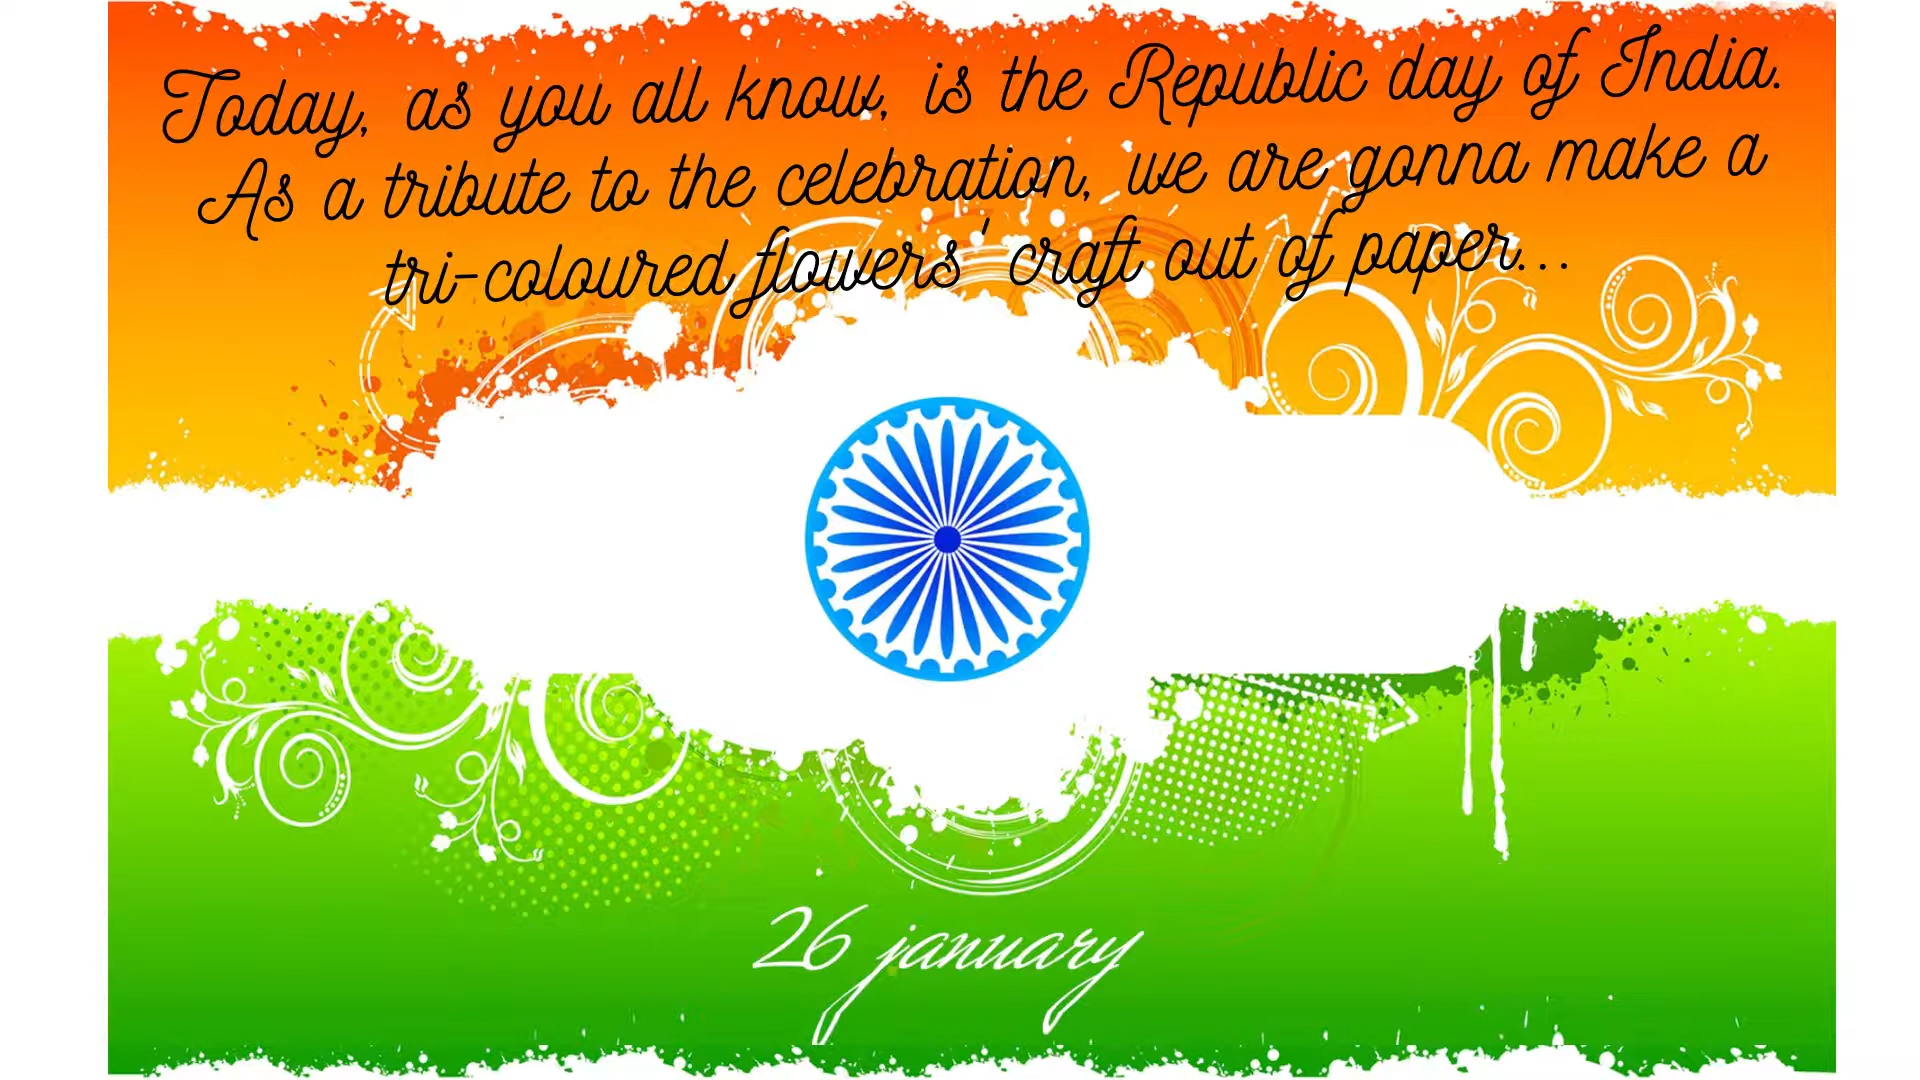 Today, as you all know, is the Republic day of India.
As a tribute to the celebration, we are gonna make a
tri-coloured flowers' craft out of paper...
26 january